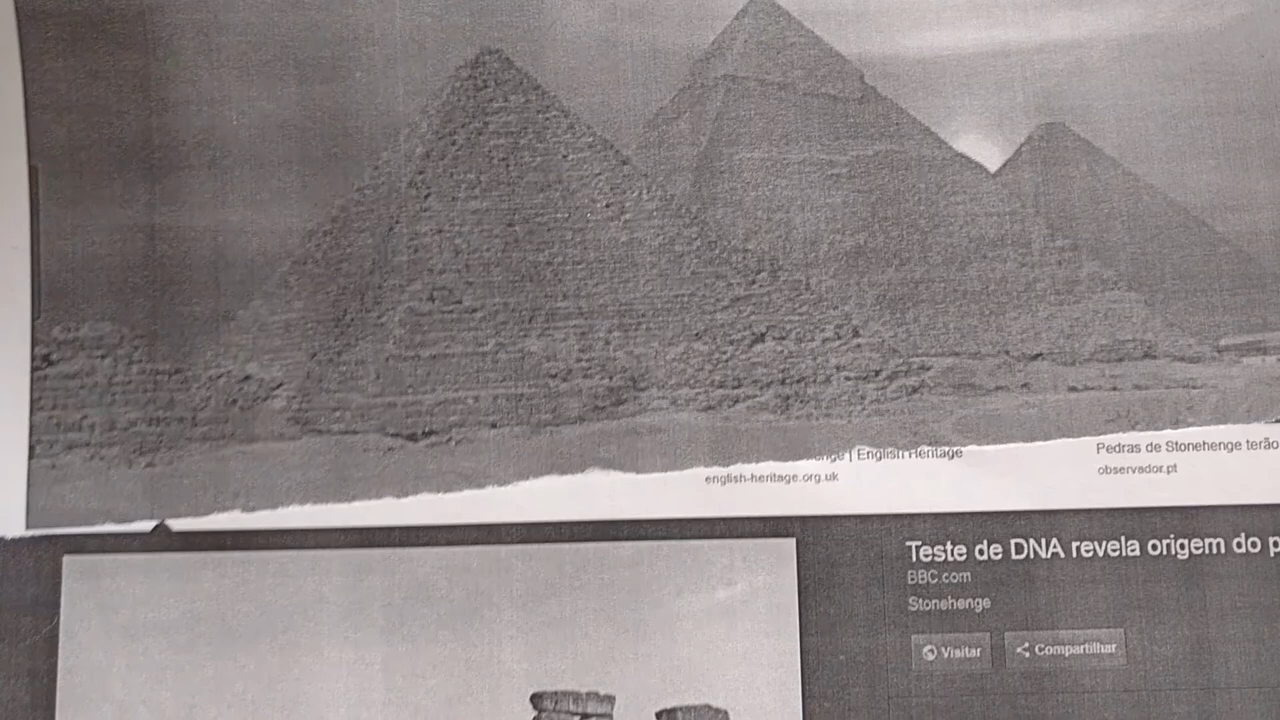 | English Heritage
english-heritage.org.uk
Pedras de Stonehenge terão
observador.pt
Teste de DNA revela origem do p
BBC.com
Stonehenge
Visitar
Compartilhar